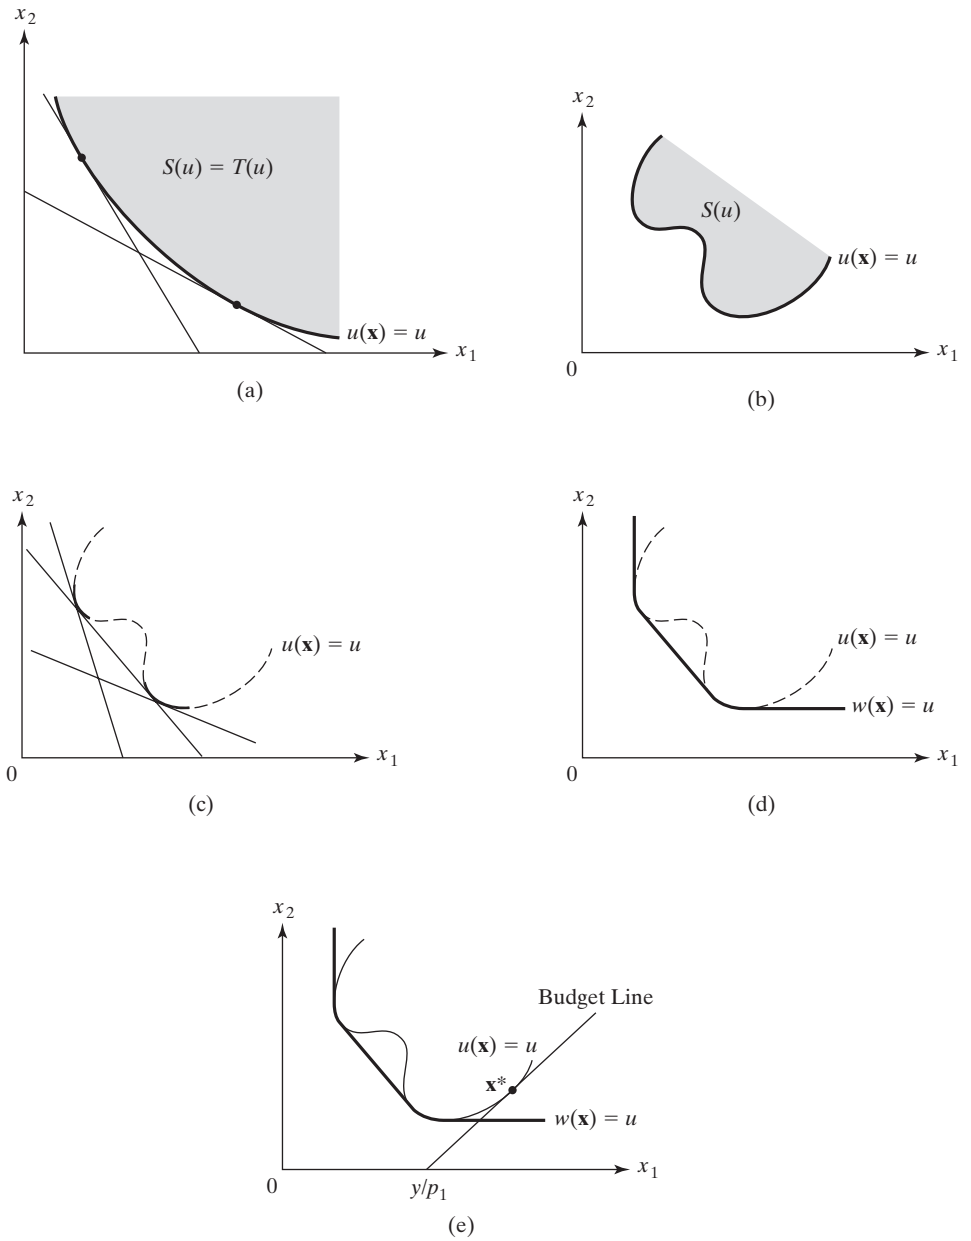 x₂
S(u) = T(u)
u(x) = u
x₁
(a)
x₂
S(u)
u(x) = u
x₁
0
(b)
x₂
u(x) = u
x₁
0
(c)
x₂
u(x) = u
w(x) = u
x₁
0
(d)
x₂
Budget Line
u(x) = u
x*
w(x) = u
x₁
0
y/p₁
(e)